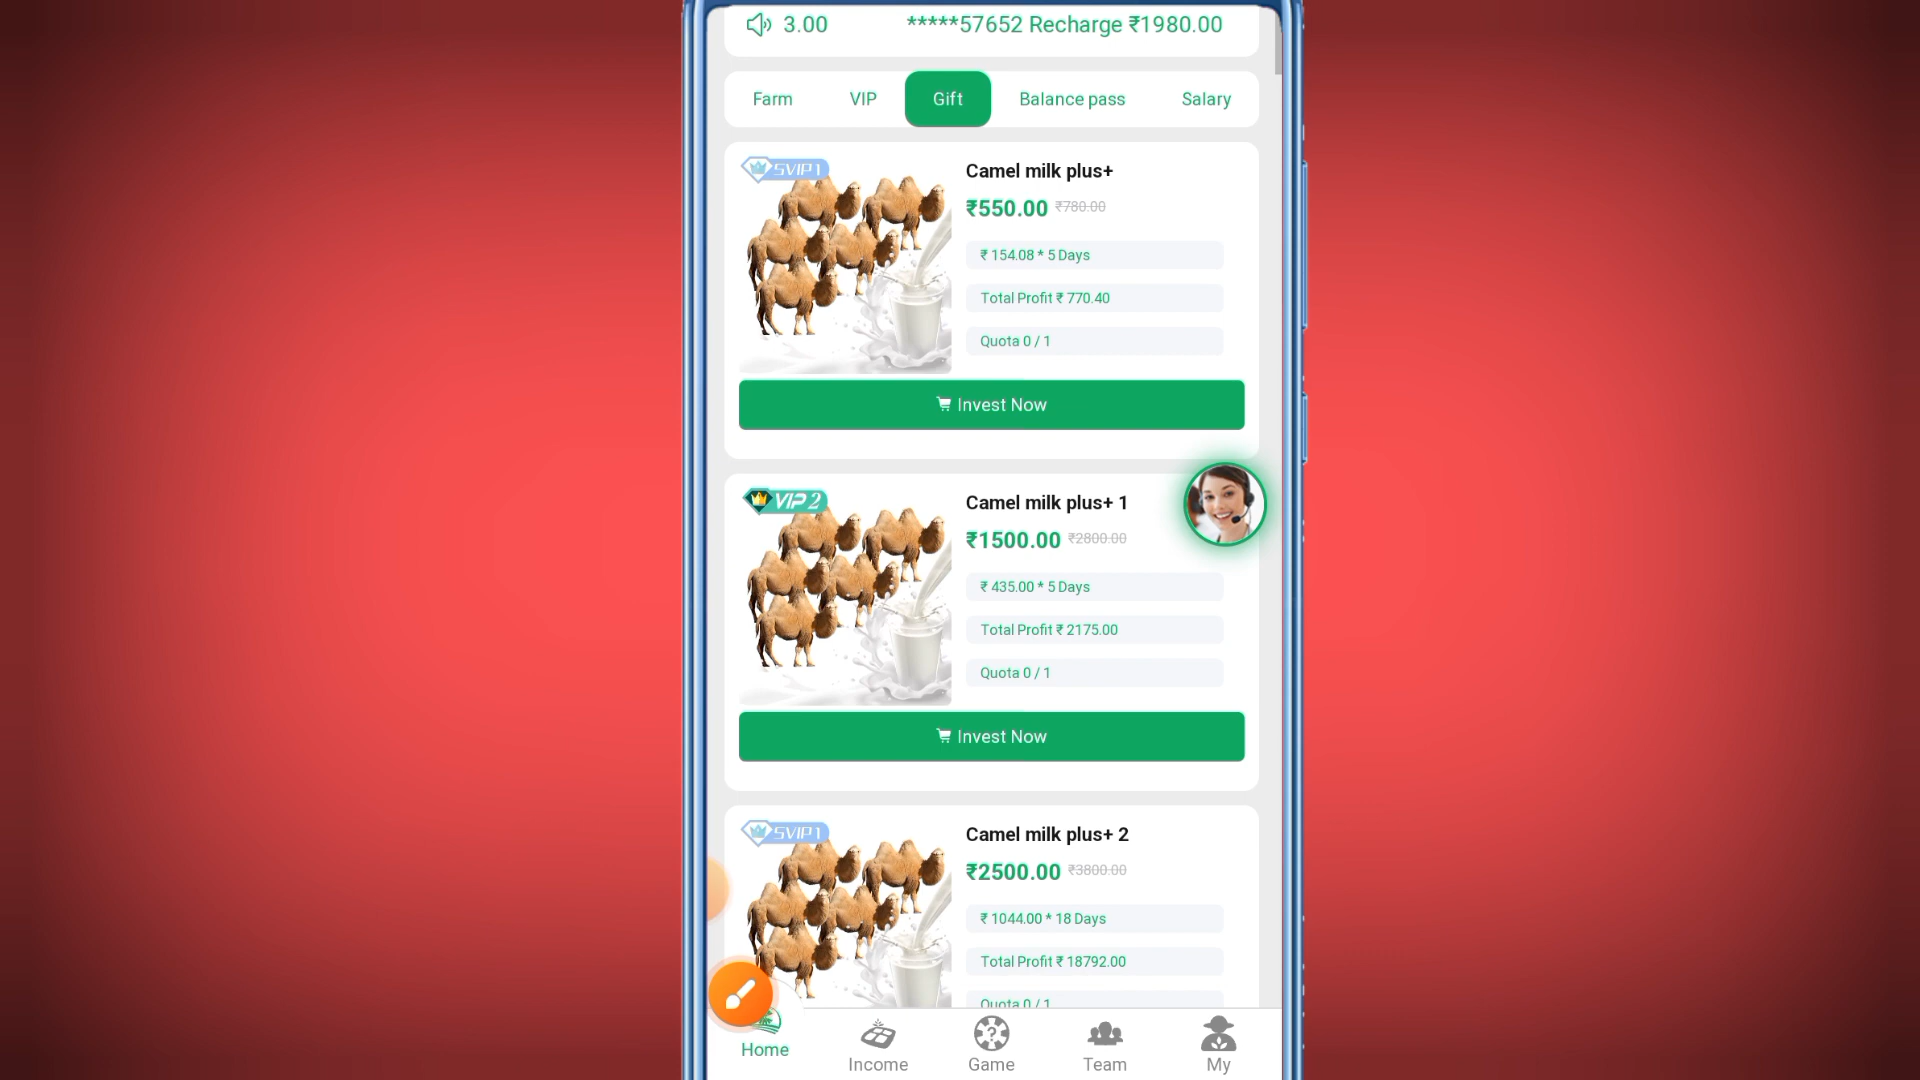 3.00 *****57652 Recharge ₹1980.00
Farm VIP Gift Balance pass Salary
SVIP1
Camel milk plus+
₹550.00 ₹780.00
₹ 154.08 * 5 Days
Total Profit ₹ 770.40
Quota 0 / 1
Invest Now
VIP 2
Camel milk plus+ 1
₹1500.00 ₹2800.00
₹ 435.00 * 5 Days
Total Profit ₹ 2175.00
Quota 0 / 1
Invest Now
SVIP1
Camel milk plus+ 2
₹2500.00 ₹3800.00
₹ 1044.00 * 18 Days
Total Profit ₹ 18792.00
Quota 0 / 1
Home Income Game Team My